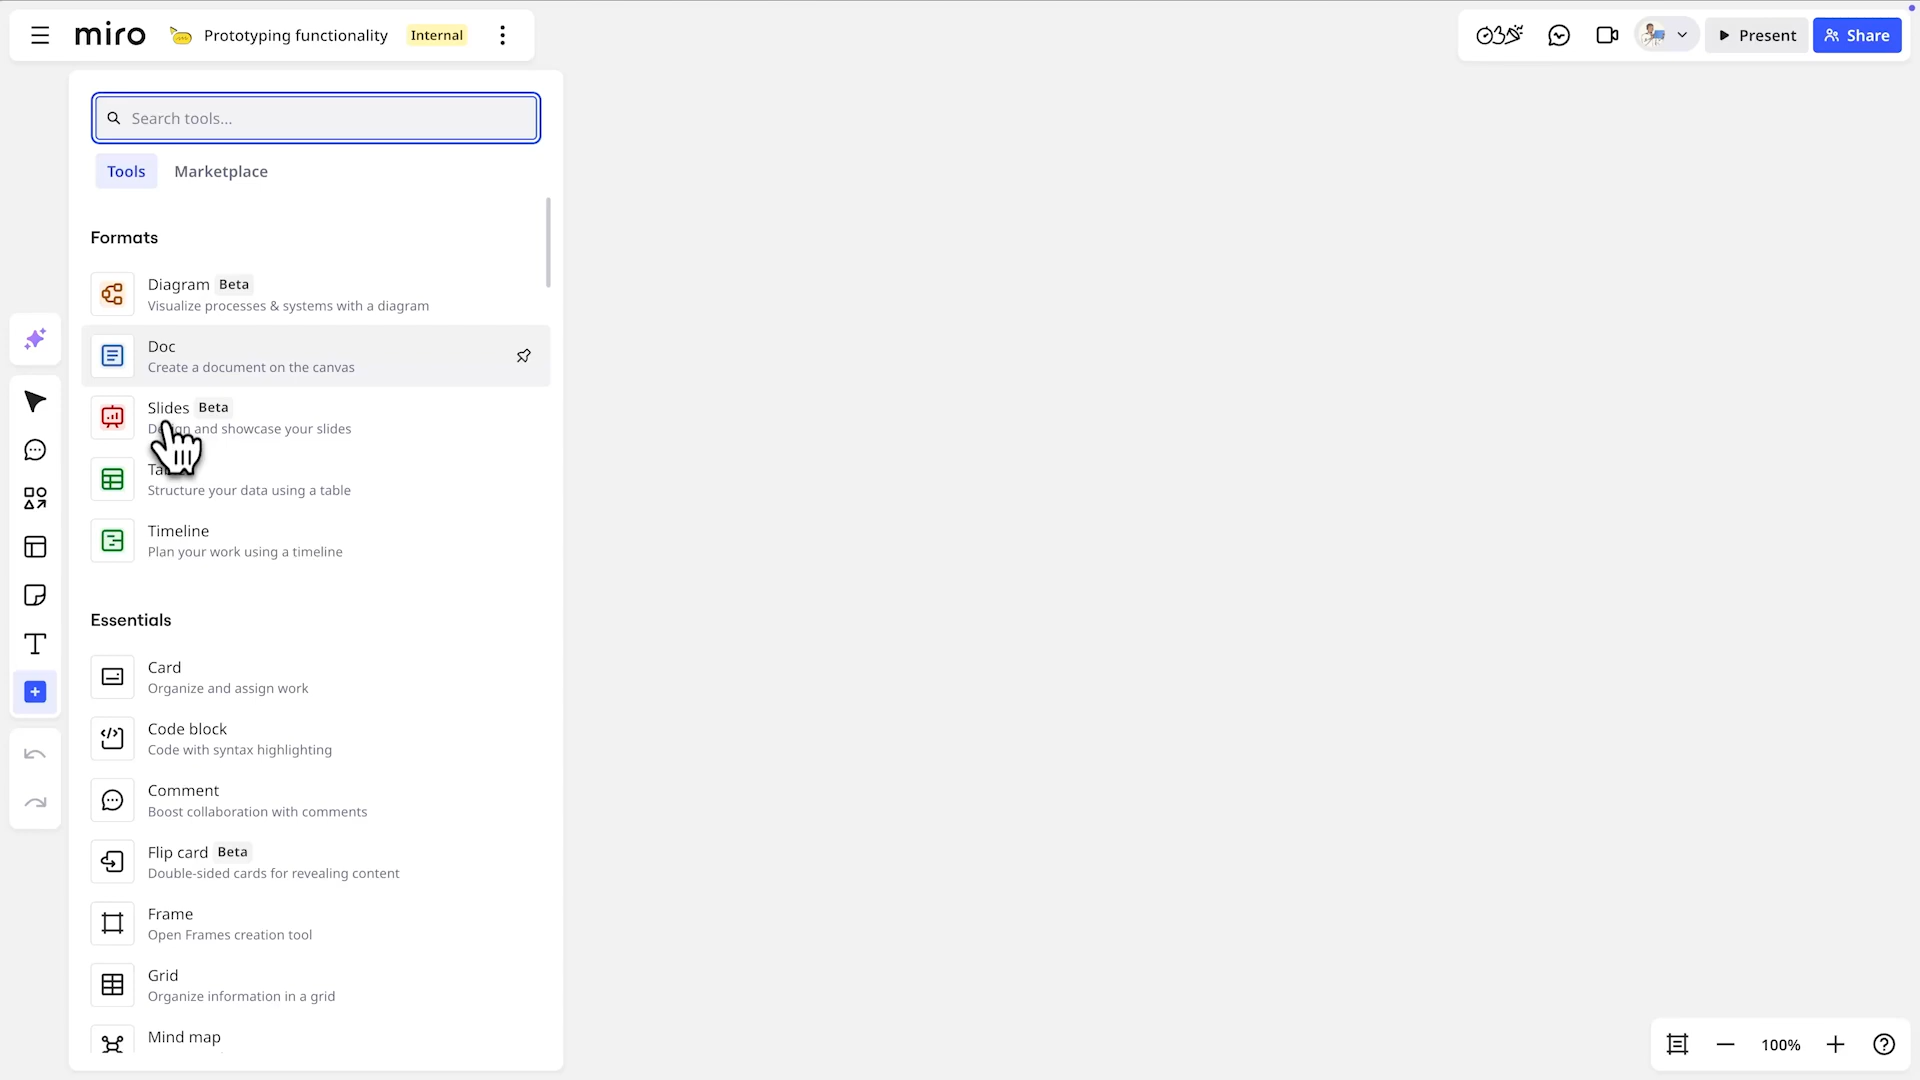 miro
Prototyping functionality
Internal
Present
Share
Search tools...
Tools
Marketplace
Formats
Diagram Beta
Visualize processes & systems with a diagram
Doc
Create a document on the canvas
Slides Beta
and showcase your slides
Structure your data using a table
Timeline
Plan your work using a timeline
Essentials
Card
Organize and assign work
Code block
Code with syntax highlighting
Comment
Boost collaboration with comments
Flip card Beta
Double-sided cards for revealing content
Frame
Open Frames creation tool
Grid
Organize information in a grid
Mind map
100%